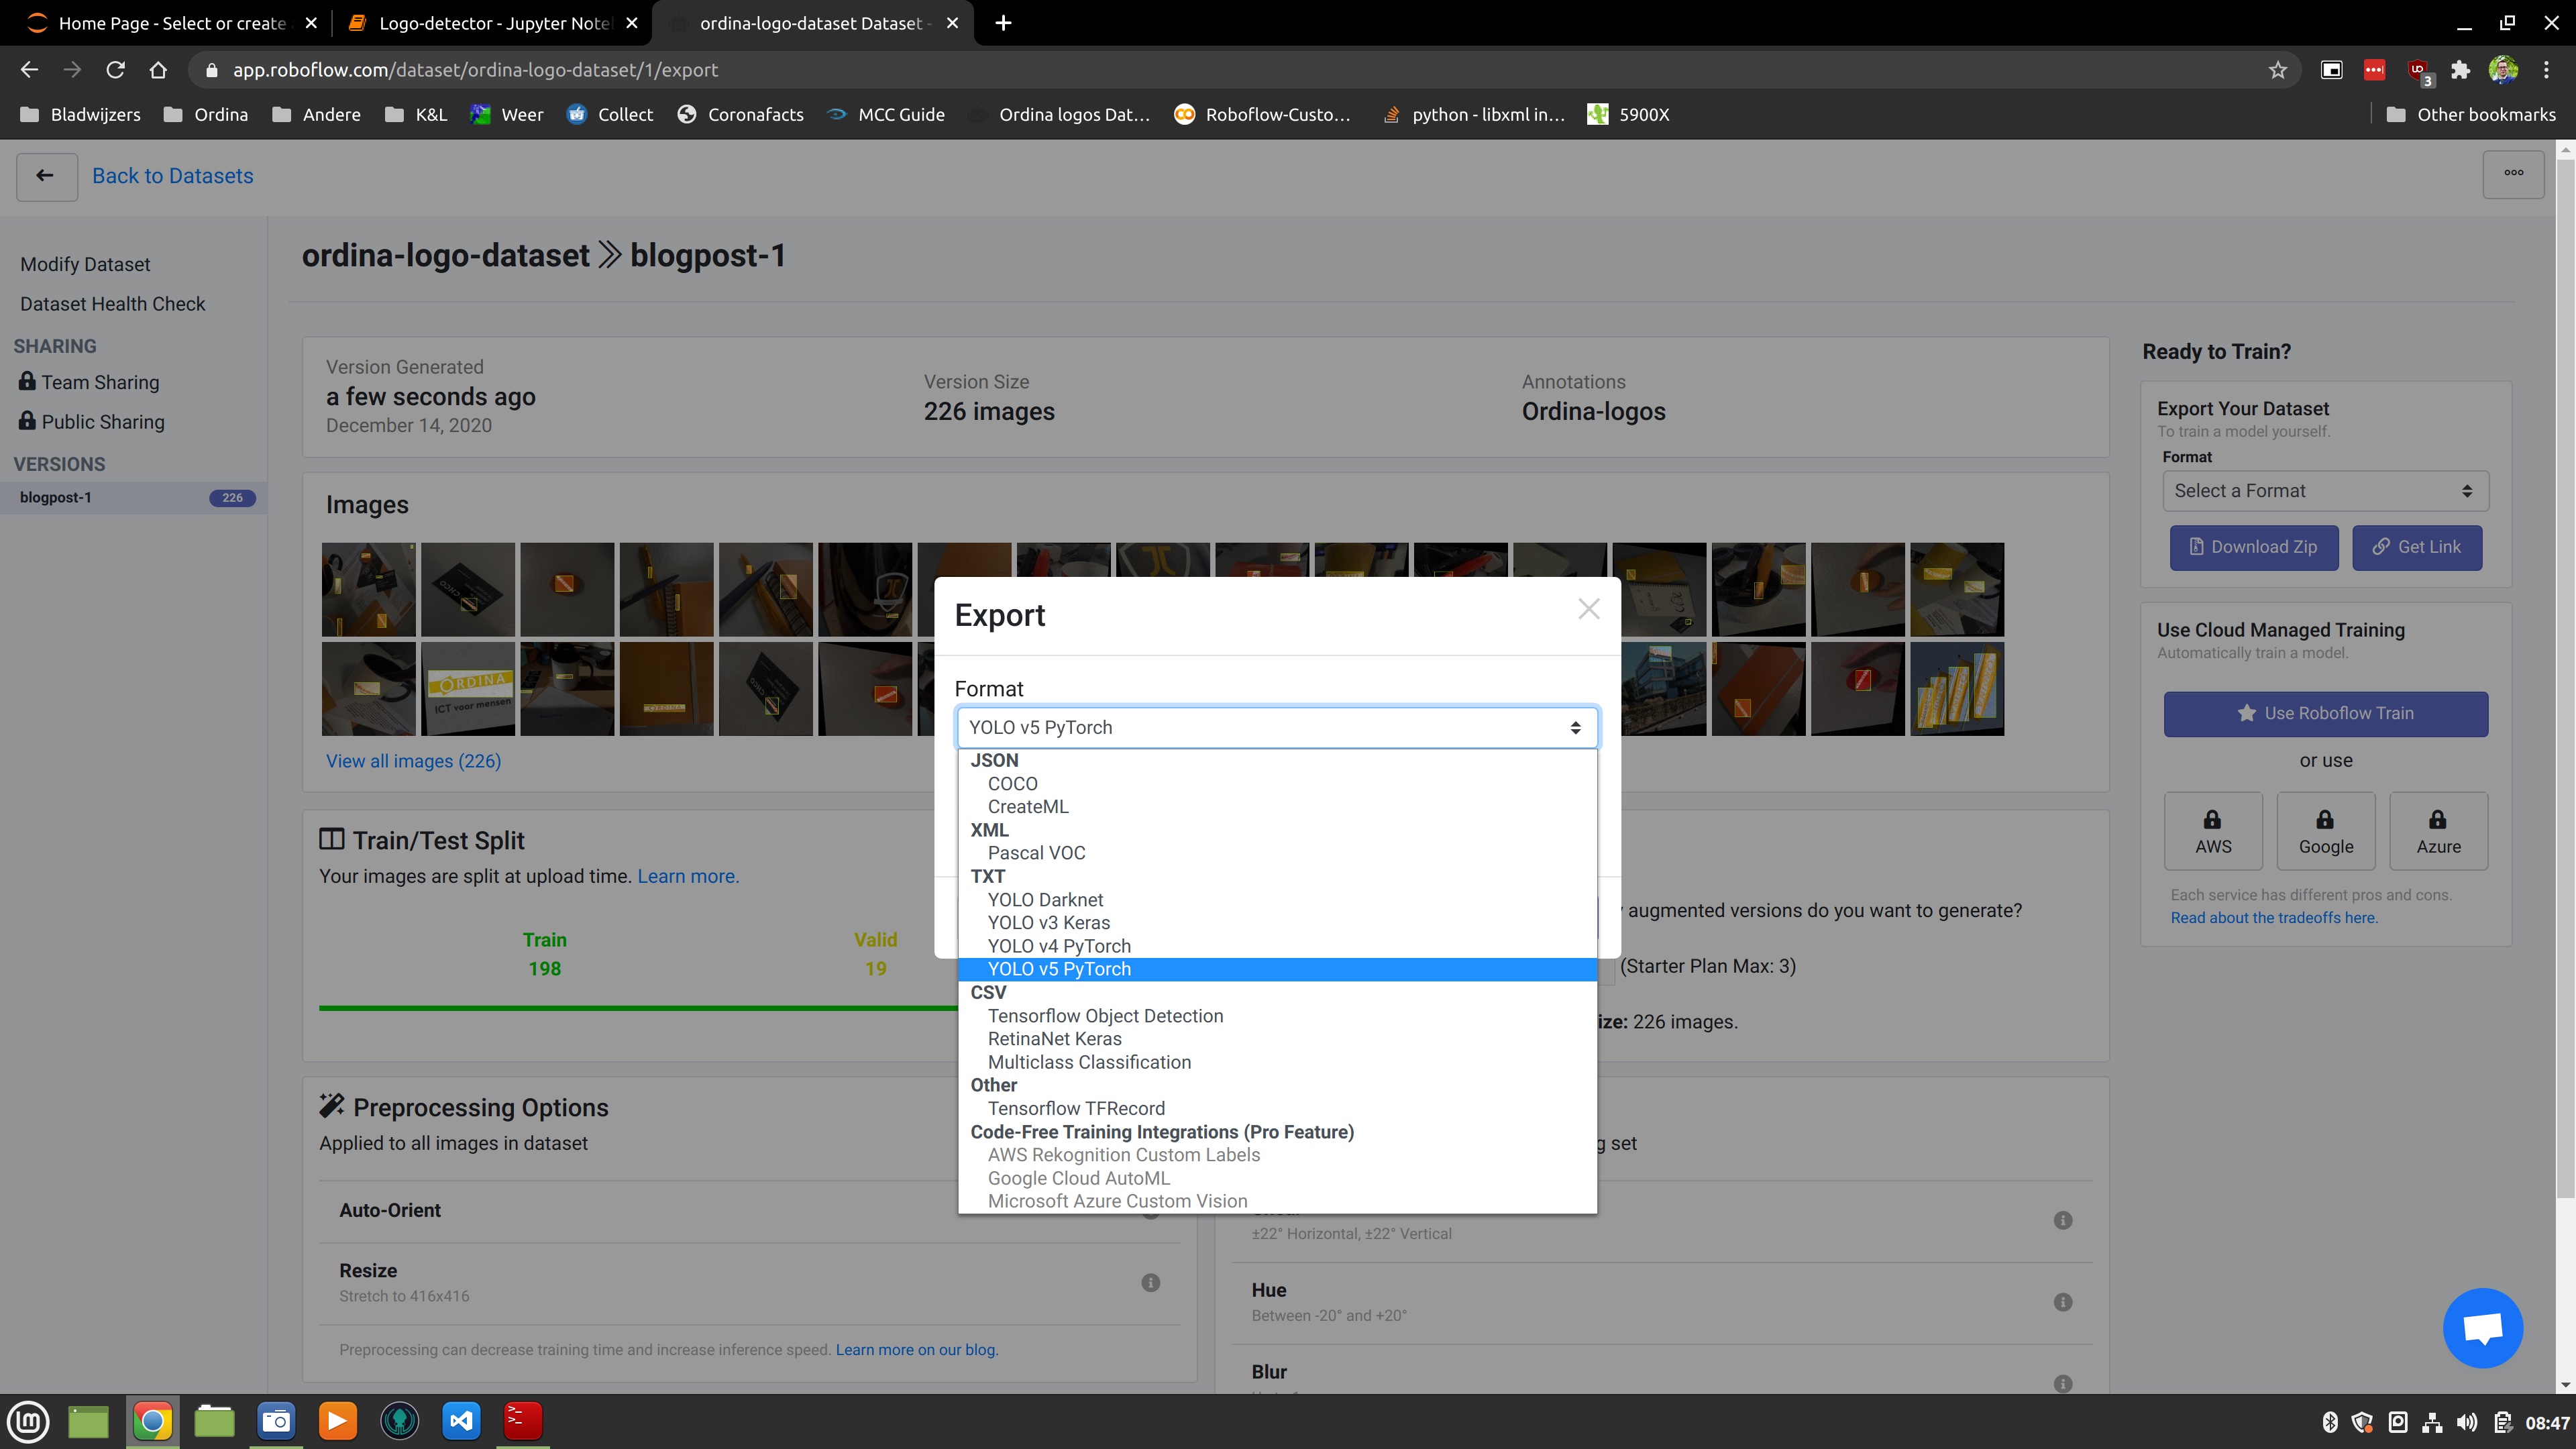 Home Page - Select or create
Logo-detector - Jupyter Note
ordina-logo-dataset Dataset -
app.roboflow.com/dataset/ordina-logo-dataset/1/export
3
Bladwijzers
Ordina
Andere
K&L
Weer
Collect
Coronafacts
MCC Guide
Ordina logos Dat...
Roboflow-Custo...
python - libxml in...
5900X
Other bookmarks
Back to Datasets
Modify Dataset
Dataset Health Check
SHARING
Team Sharing
Public Sharing
VERSIONS
blogpost-1 226
ordina-logo-dataset >> blogpost-1
Version Generated
a few seconds ago
December 14, 2020
Version Size
226 images
Annotations
Ordina-logos
Images
ORDINA
ICT voor mensen
View all images (226)
Train/Test Split
Your images are split at upload time. Learn more.
Train
198
Valid
19
augmented versions do you want to generate?
(Starter Plan Max: 3)
ize: 226 images.
Preprocessing Options
Applied to all images in dataset
Auto-Orient
Resize
Stretch to 416x416
Preprocessing can decrease training time and increase inference speed. Learn more on our blog.
g set
±22° Horizontal, ±22° Vertical
Hue
Between -20° and +20°
Blur
Export
Format
YOLO v5 PyTorch
JSON
COCO
CreateML
XML
Pascal VOC
TXT
YOLO Darknet
YOLO v3 Keras
YOLO v4 PyTorch
YOLO v5 PyTorch
CSV
Tensorflow Object Detection
RetinaNet Keras
Multiclass Classification
Other
Tensorflow TFRecord
Code-Free Training Integrations (Pro Feature)
AWS Rekognition Custom Labels
Google Cloud AutoML
Microsoft Azure Custom Vision
Ready to Train?
Export Your Dataset
To train a model yourself.
Format
Select a Format
Download Zip
Get Link
Use Cloud Managed Training
Automatically train a model.
Use Roboflow Train
or use
AWS
Google
Azure
Each service has different pros and cons.
Read about the tradeoffs here.
08:47